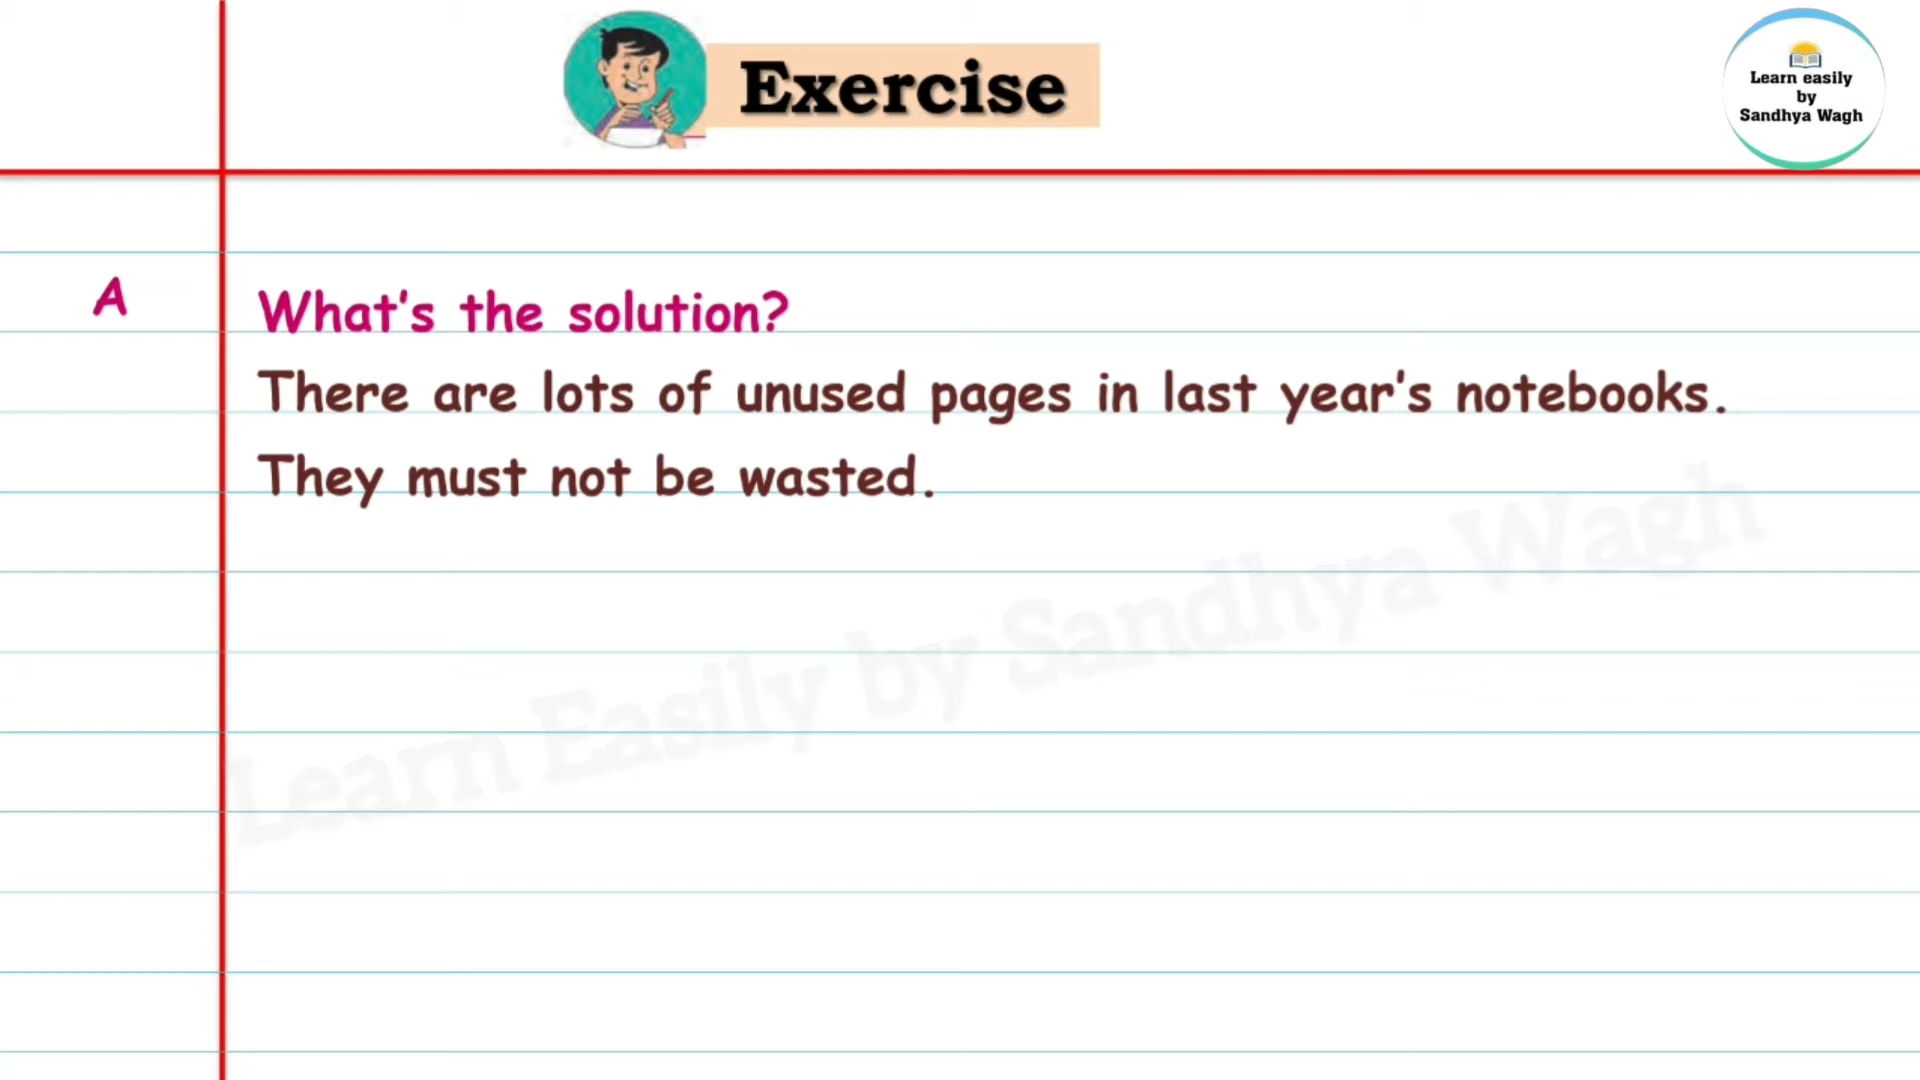 Exercise
Learn easily
by
Sandhya Wagh
A
What's the solution?
There are lots of unused pages in last year's notebooks.
They must not be wasted.
Learn Easily by Sandhya Wagh